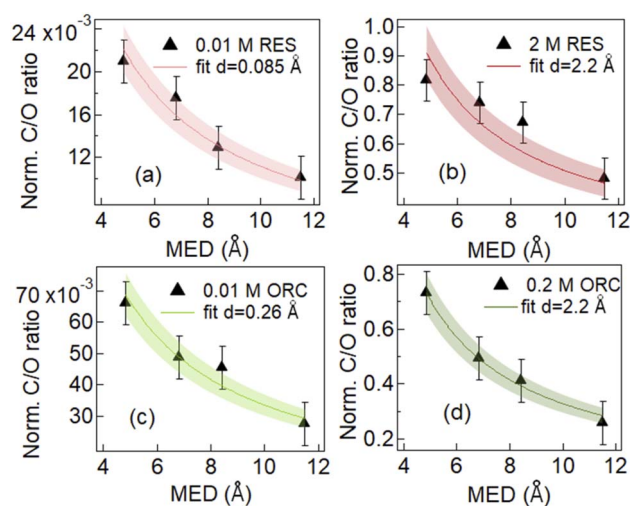 24 x10⁻³
20
16
12
Norm. C/O ratio
0.01 M RES
fit d=0.085 Å
(a)
4 6 8 10 12
MED (Å)
1.0
0.9
0.8
0.7
0.6
0.5
Norm. C/O ratio
2 M RES
fit d=2.2 Å
(b)
4 6 8 10 12
MED (Å)
70 x10⁻³
60
50
40
30
Norm. C/O ratio
0.01 M ORC
fit d=0.26 Å
(c)
4 6 8 10 12
MED (Å)
0.8
0.6
0.4
0.2
Norm. C/O ratio
0.2 M ORC
fit d=2.2 Å
(d)
4 6 8 10 12
MED (Å)